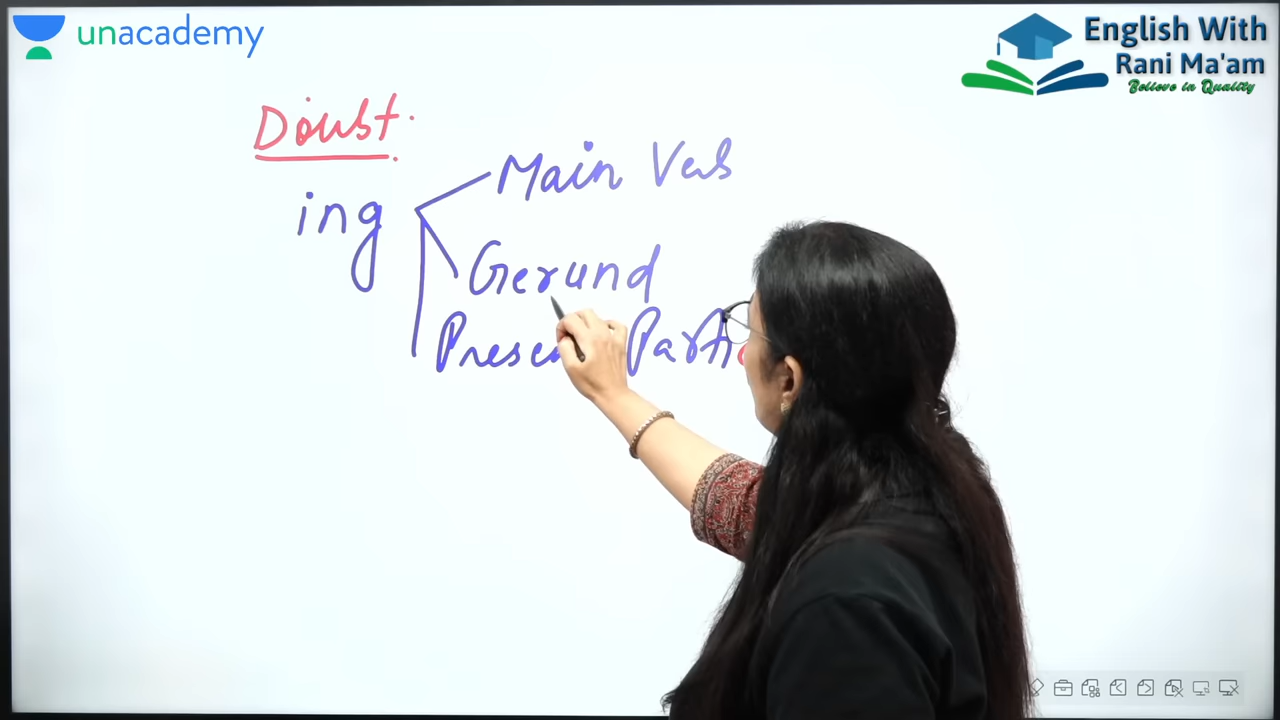 unacademy
English With
Rani Ma'am
Believe in Quality
Doubt.
Main Verb
ing
Gerund